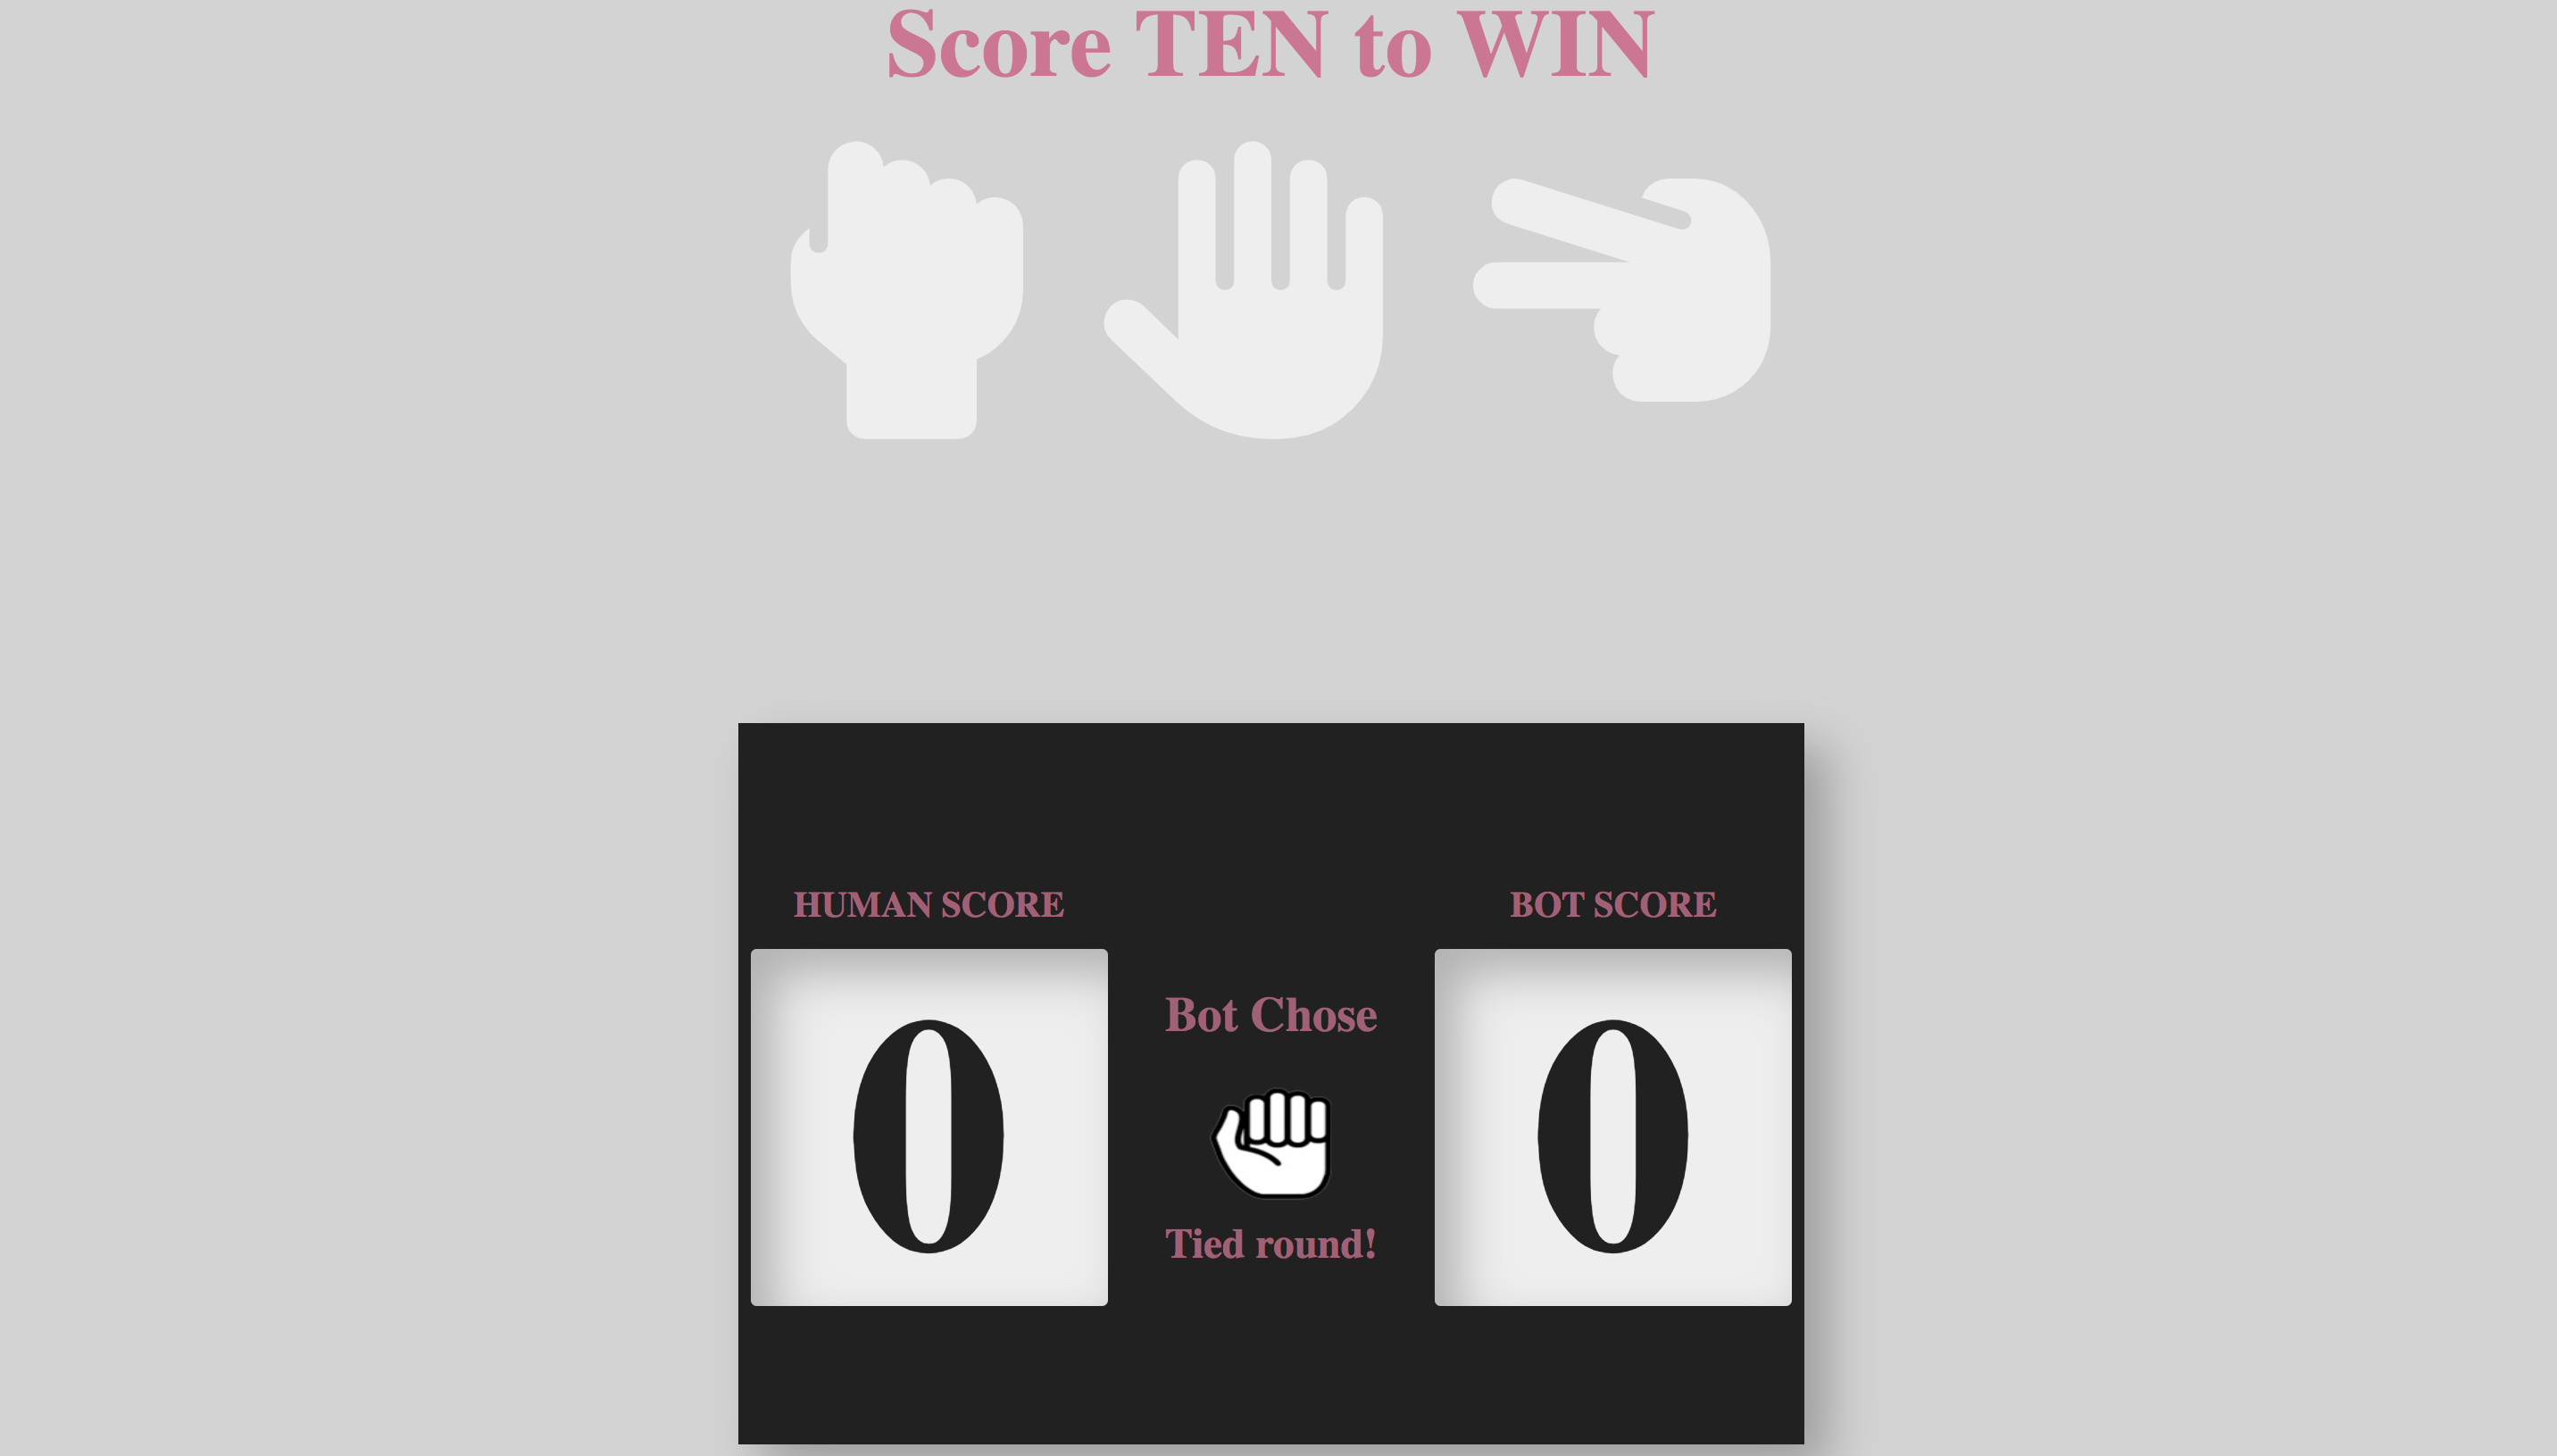 Score TEN to WIN
HUMAN SCORE
BOT SCORE
0
Bot Chose
0
Tied round!